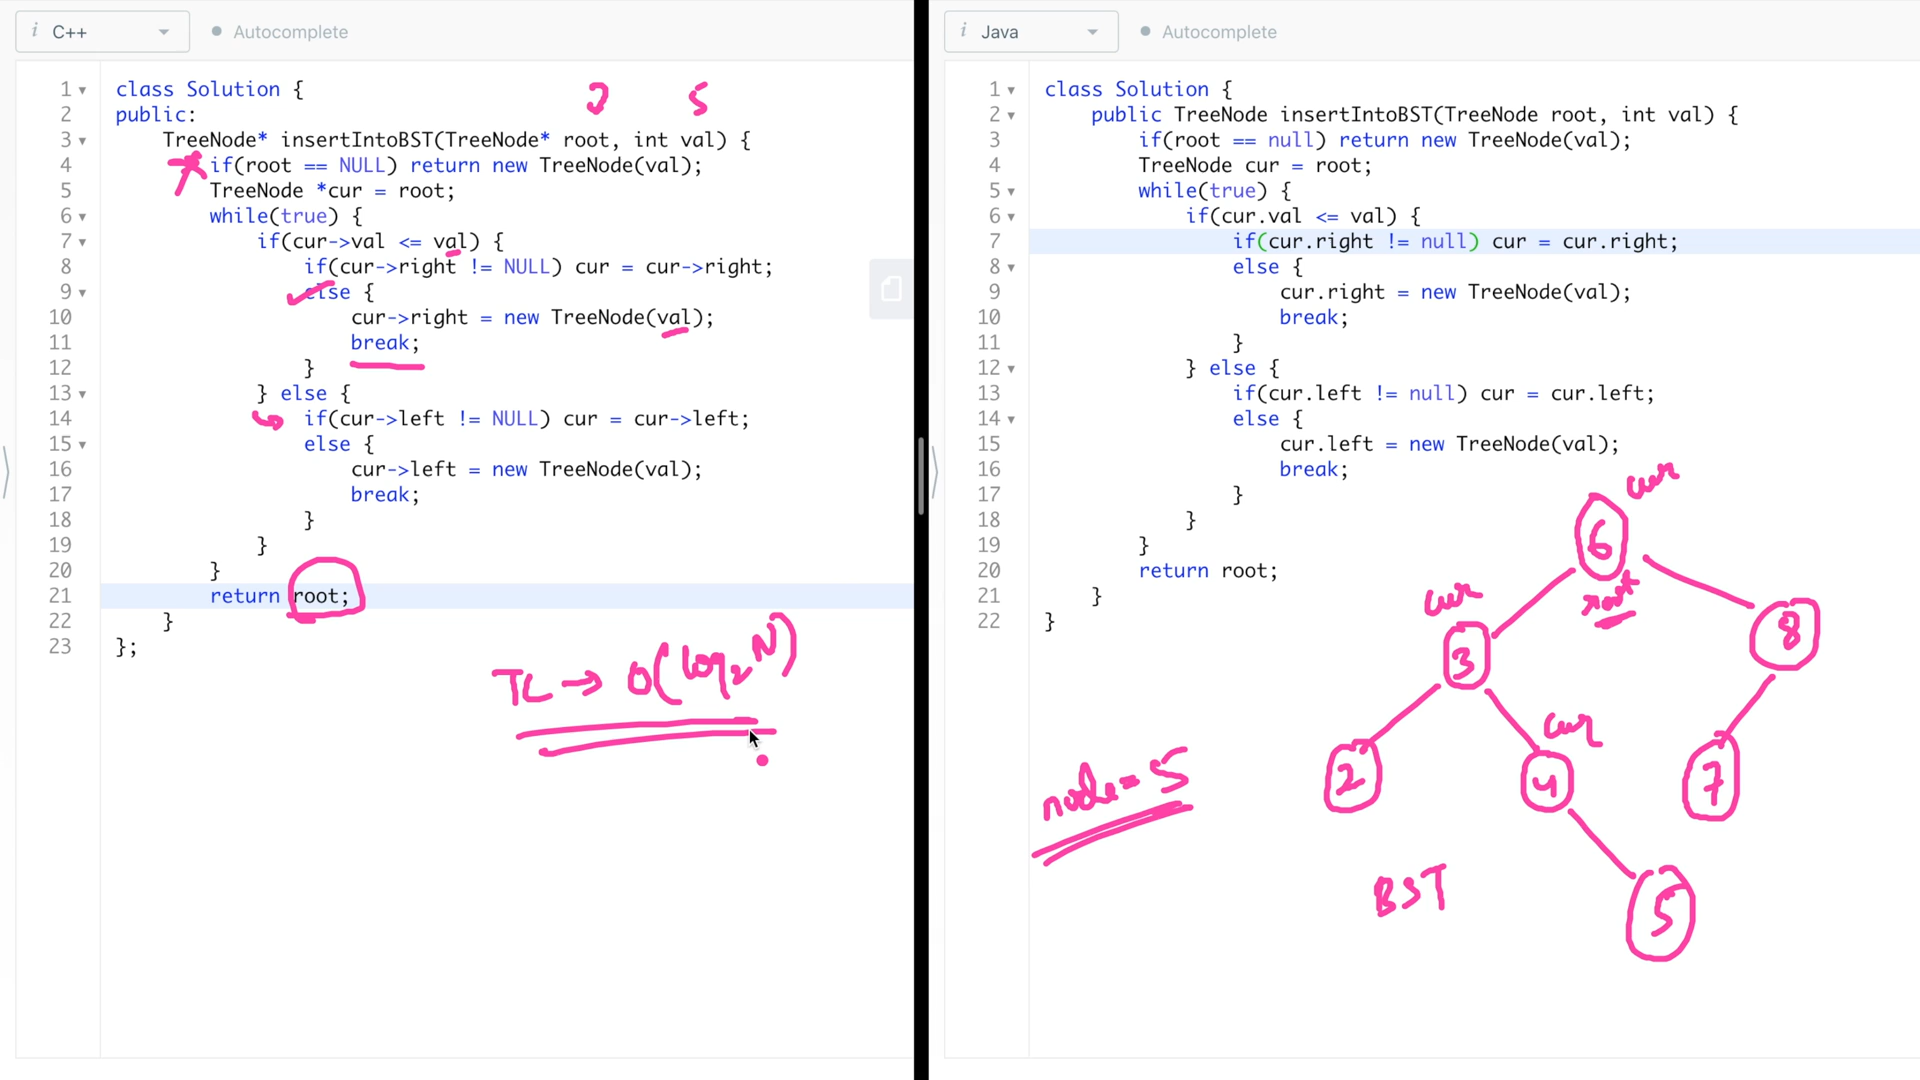 i C++ Autocomplete
1 class Solution {
2 public:
3 TreeNode* insertIntoBST(TreeNode* root, int val) {
4 if(root == NULL) return new TreeNode(val);
5 TreeNode *cur = root;
6 while(true) {
7 if(cur->val <= val) {
8 if(cur->right != NULL) cur = cur->right;
9 else {
10 cur->right = new TreeNode(val);
11 break;
12 }
13 } else {
14 if(cur->left != NULL) cur = cur->left;
15 else {
16 cur->left = new TreeNode(val);
17 break;
18 }
19 }
20 }
21 return root;
22 }
23 };
5
TC → O(log₂N)
i Java Autocomplete
1 class Solution {
2 public TreeNode insertIntoBST(TreeNode root, int val) {
3 if(root == null) return new TreeNode(val);
4 TreeNode cur = root;
5 while(true) {
6 if(cur.val <= val) {
7 if(cur.right != null) cur = cur.right;
8 else {
9 cur.right = new TreeNode(val);
10 break;
11 }
12 } else {
13 if(cur.left != null) cur = cur.left;
14 else {
15 cur.left = new TreeNode(val);
16 break;
17 }
18 }
19 }
20 return root;
21 }
22 }
cur
6
cur root
3 8
cur
2 4 7
node = 5
BST
5